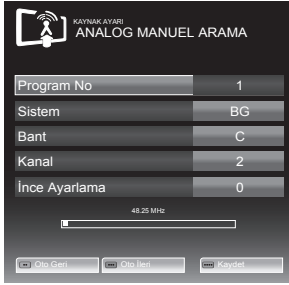 KAYNAK AYARI
ANALOG MANUEL ARAMA
Program No 1
Sistem BG
Bant C
Kanal 2
İnce Ayarlama 0
48.25 MHz
Oto Geri Oto İleri Kaydet